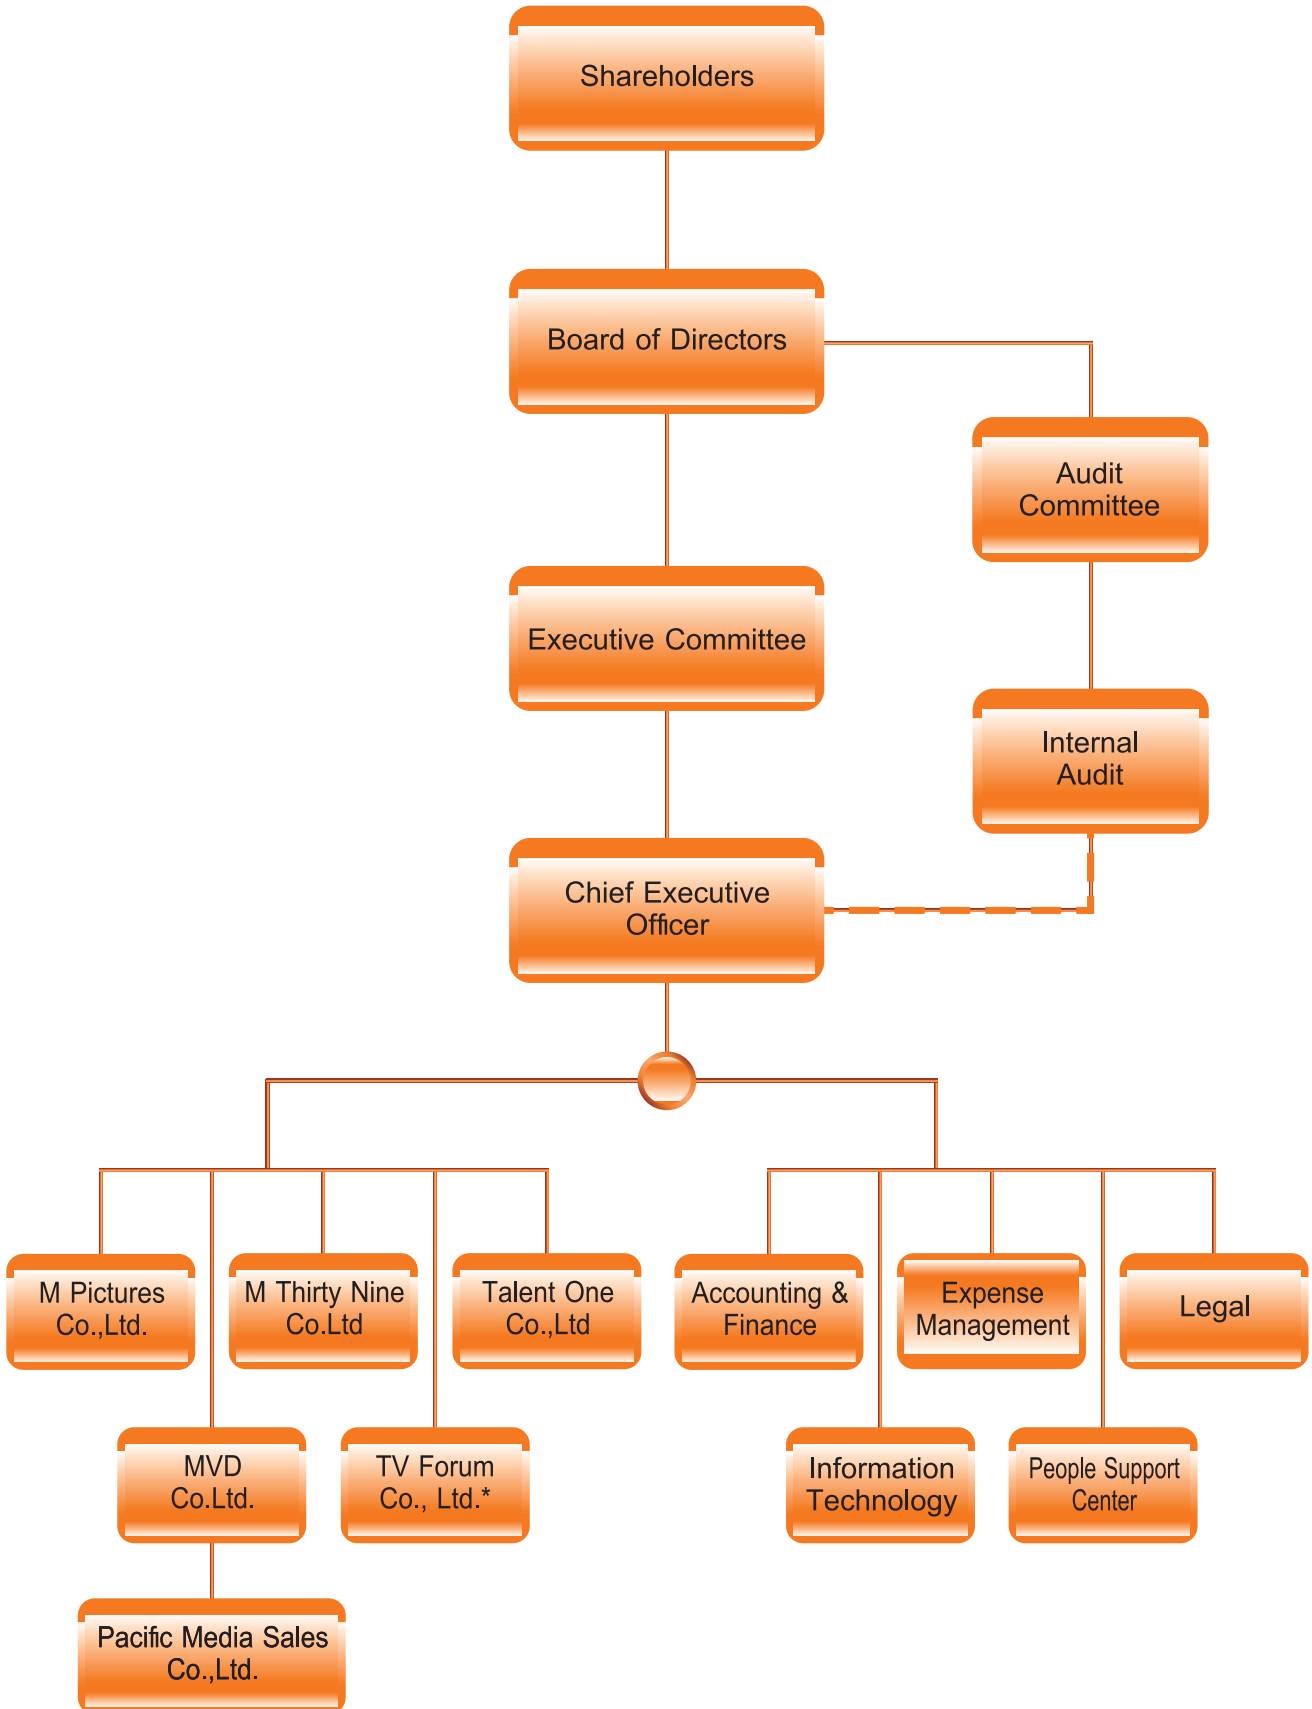 Shareholders
Board of Directors
Audit
Committee
Executive Committee
Internal
Audit
Chief Executive
Officer
M Pictures
Co.,Ltd.
M Thirty Nine
Co.Ltd
Talent One
Co.,Ltd
Accounting &
Finance
Expense
Management
Legal
MVD
Co.Ltd.
TV Forum
Co., Ltd.*
Information
Technology
People Support
Center
Pacific Media Sales
Co.,Ltd.